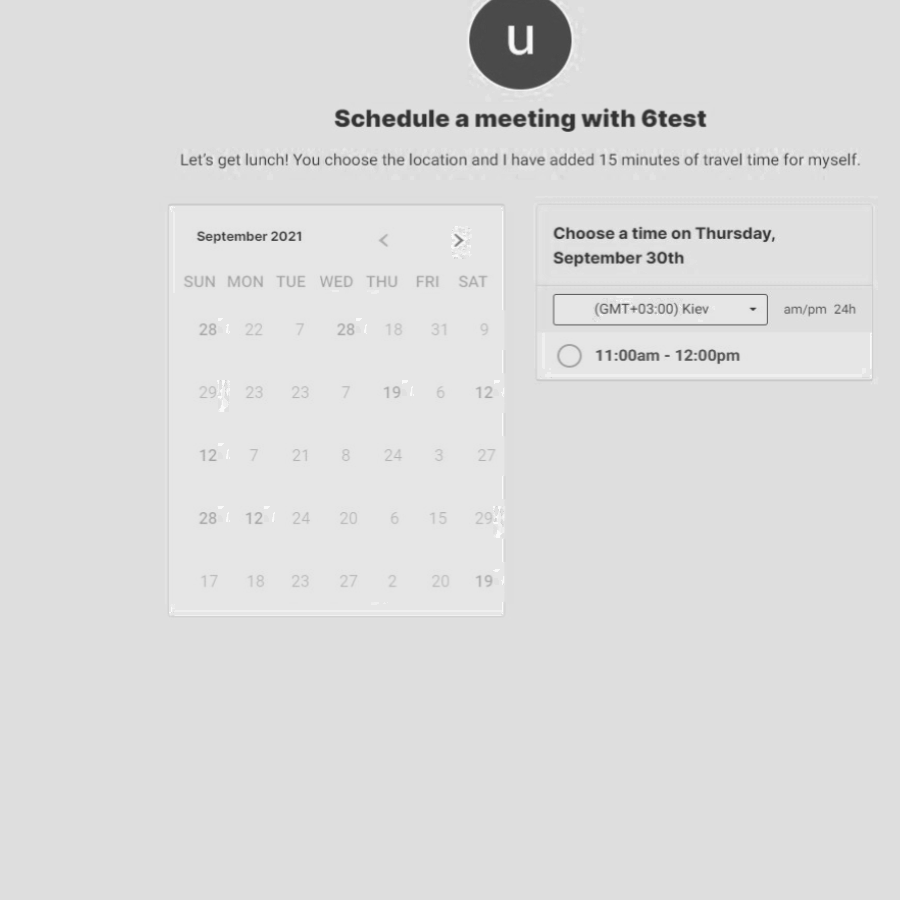 u
Schedule a meeting with 6test
Let's get lunch! You choose the location and I have added 15 minutes of travel time for myself.
September 2021
SUN MON TUE WED THU FRI SAT
28 22 7 28 18 31 9
29 23 23 7 19 6 12
12 7 21 8 24 3 27
28 12 24 20 6 15 29
17 18 23 27 2 20 19
Choose a time on Thursday,
September 30th
(GMT+03:00) Kiev am/pm 24h
11:00am - 12:00pm